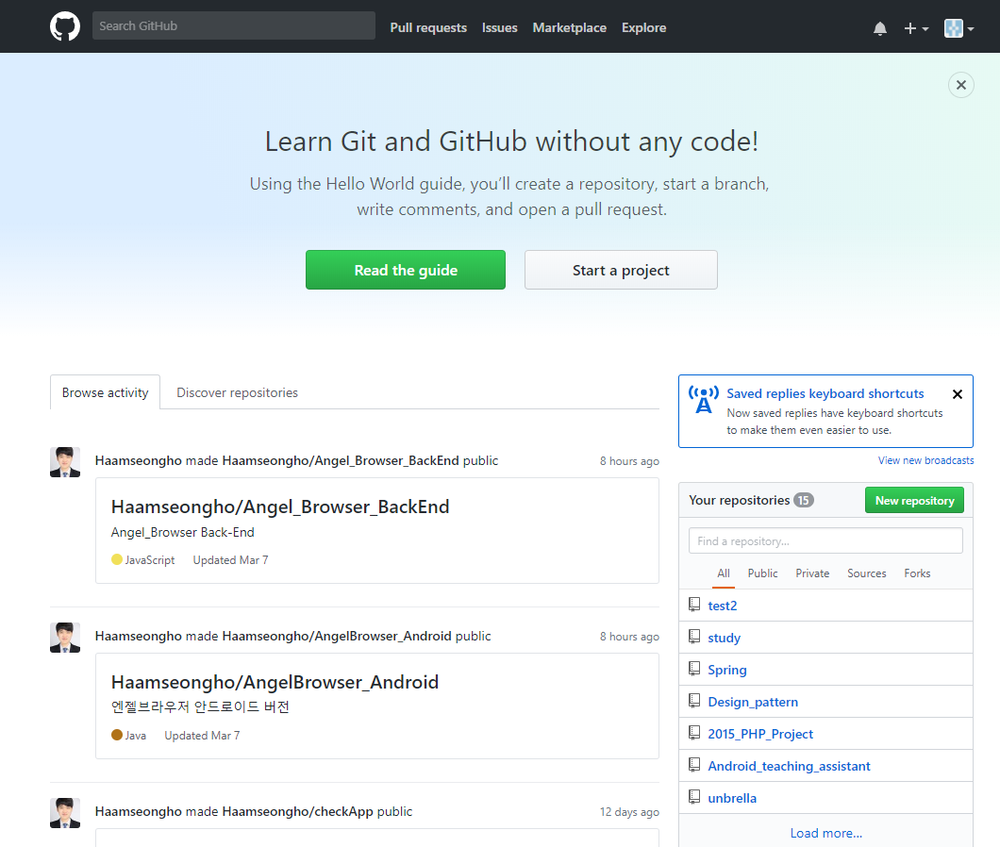 Search GitHub
Pull requests
Issues
Marketplace
Explore
Learn Git and GitHub without any code!
Using the Hello World guide, you’ll create a repository, start a branch,
write comments, and open a pull request.
Read the guide
Start a project
Browse activity
Discover repositories
Haamseongho made Haamseongho/Angel_Browser_BackEnd public
8 hours ago
Haamseongho/Angel_Browser_BackEnd
Angel_Browser Back-End
JavaScript
Updated Mar 7
Haamseongho made Haamseongho/AngelBrowser_Android public
8 hours ago
Haamseongho/AngelBrowser_Android
엔젤브라우저 안드로이드 버전
Java
Updated Mar 7
Haamseongho made Haamseongho/checkApp public
12 days ago
Saved replies keyboard shortcuts
Now saved replies have keyboard shortcuts
to make them even easier to use.
View new broadcasts
Your repositories 15
New repository
Find a repository...
All
Public
Private
Sources
Forks
test2
study
Spring
Design_pattern
2015_PHP_Project
Android_teaching_assistant
unbrella
Load more...